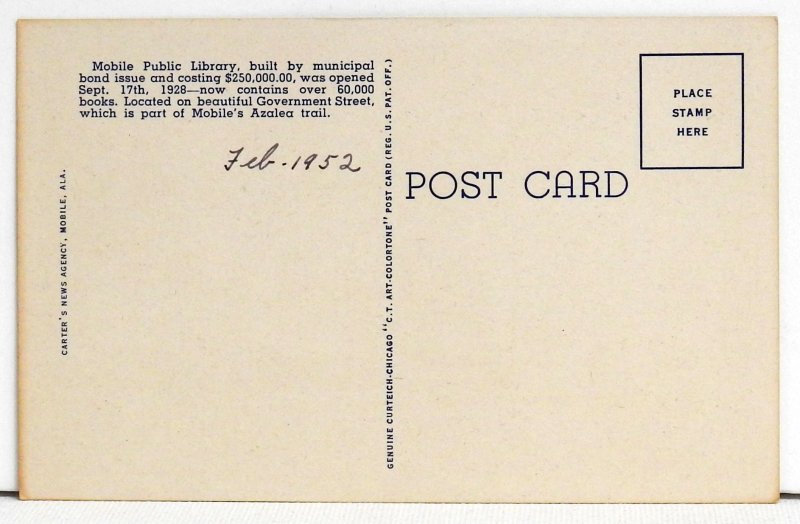 Mobile Public Library, built by municipal
bond issue and costing $250,000.00, was opened
Sept. 17th, 1928—now contains over 60,000
books. Located on beautiful Government Street,
which is part of Mobile's Azalea trail.
Feb. 1952
CARTER'S NEWS AGENCY, MOBILE, ALA.
GENUINE CURTEICH-CHICAGO "C.T. ART-COLORTONE" POST CARD (REG. U.S. PAT. OFF.)
POST CARD
PLACE
STAMP
HERE